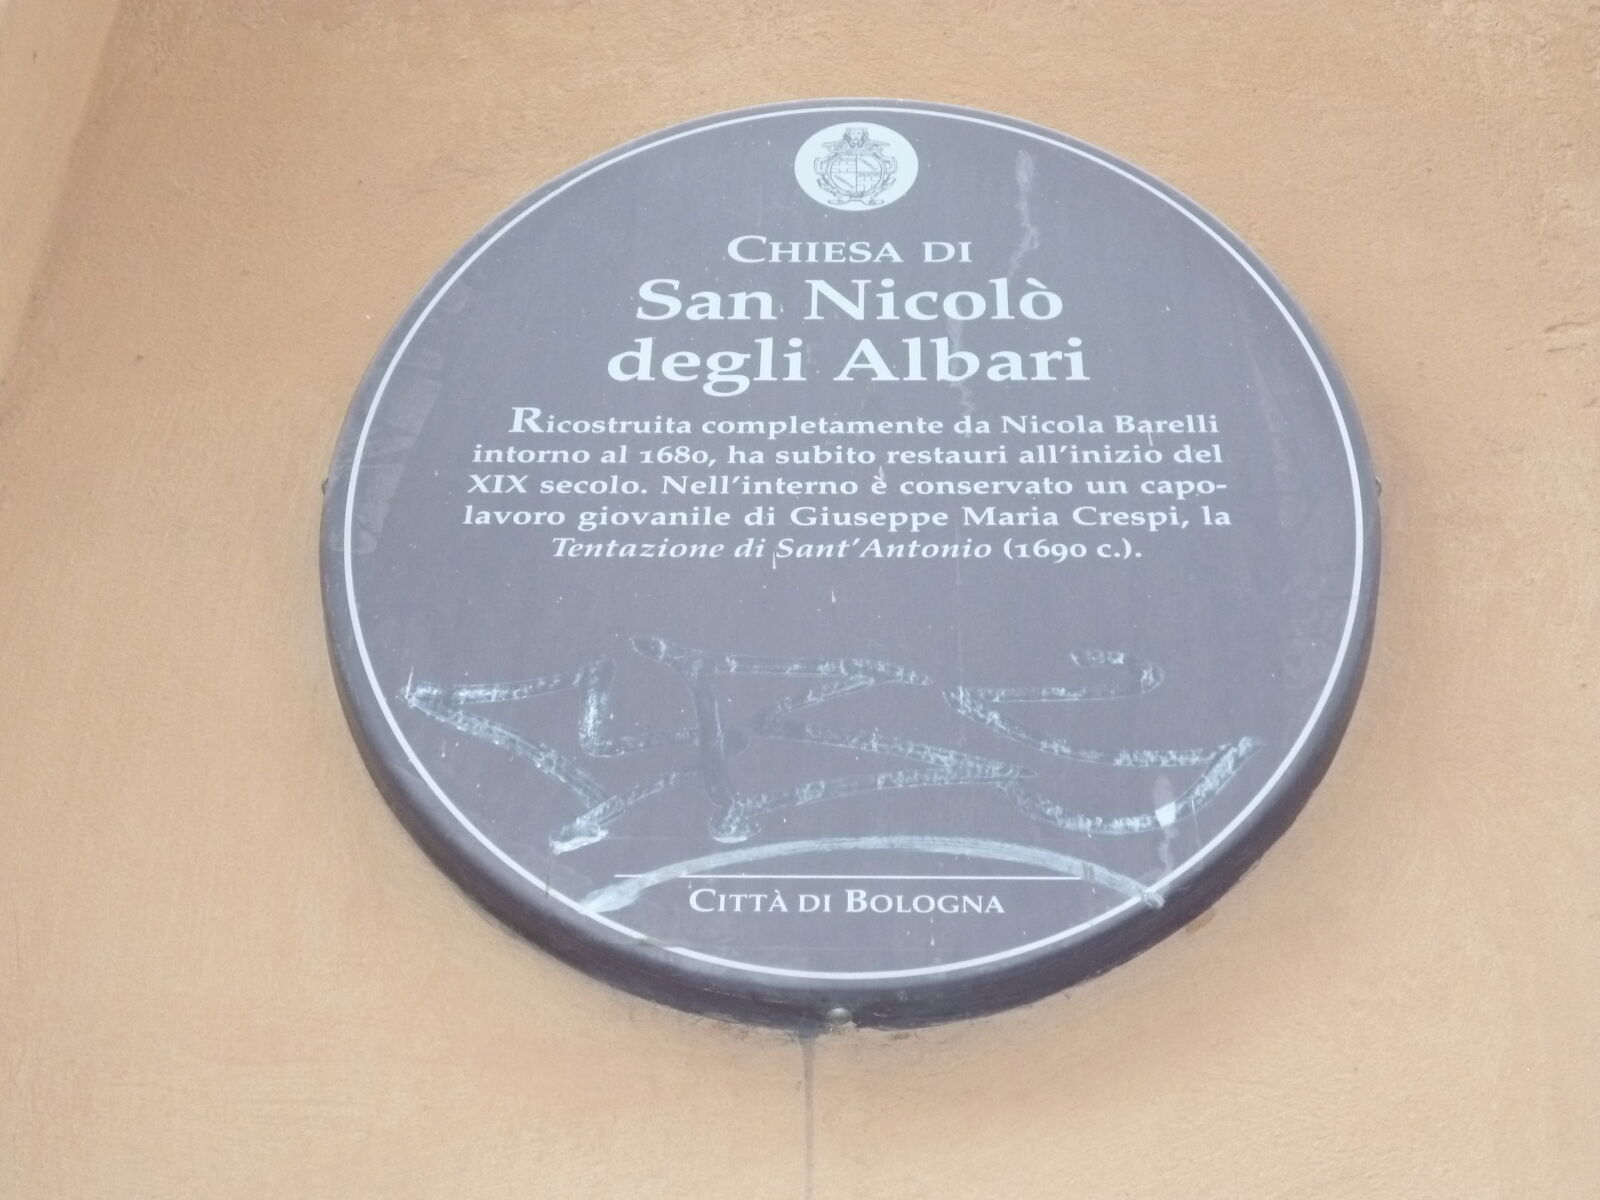 CHIESA DI
San Nicolò
degli Albari
Ricostruita completamente da Nicola Barelli
intorno al 1680, ha subito restauri all'inizio del
XIX secolo. Nell'interno è conservato un capo-
lavoro giovanile di Giuseppe Maria Crespi, la
Tentazione di Sant'Antonio (1690 c.).
CITTÀ DI BOLOGNA